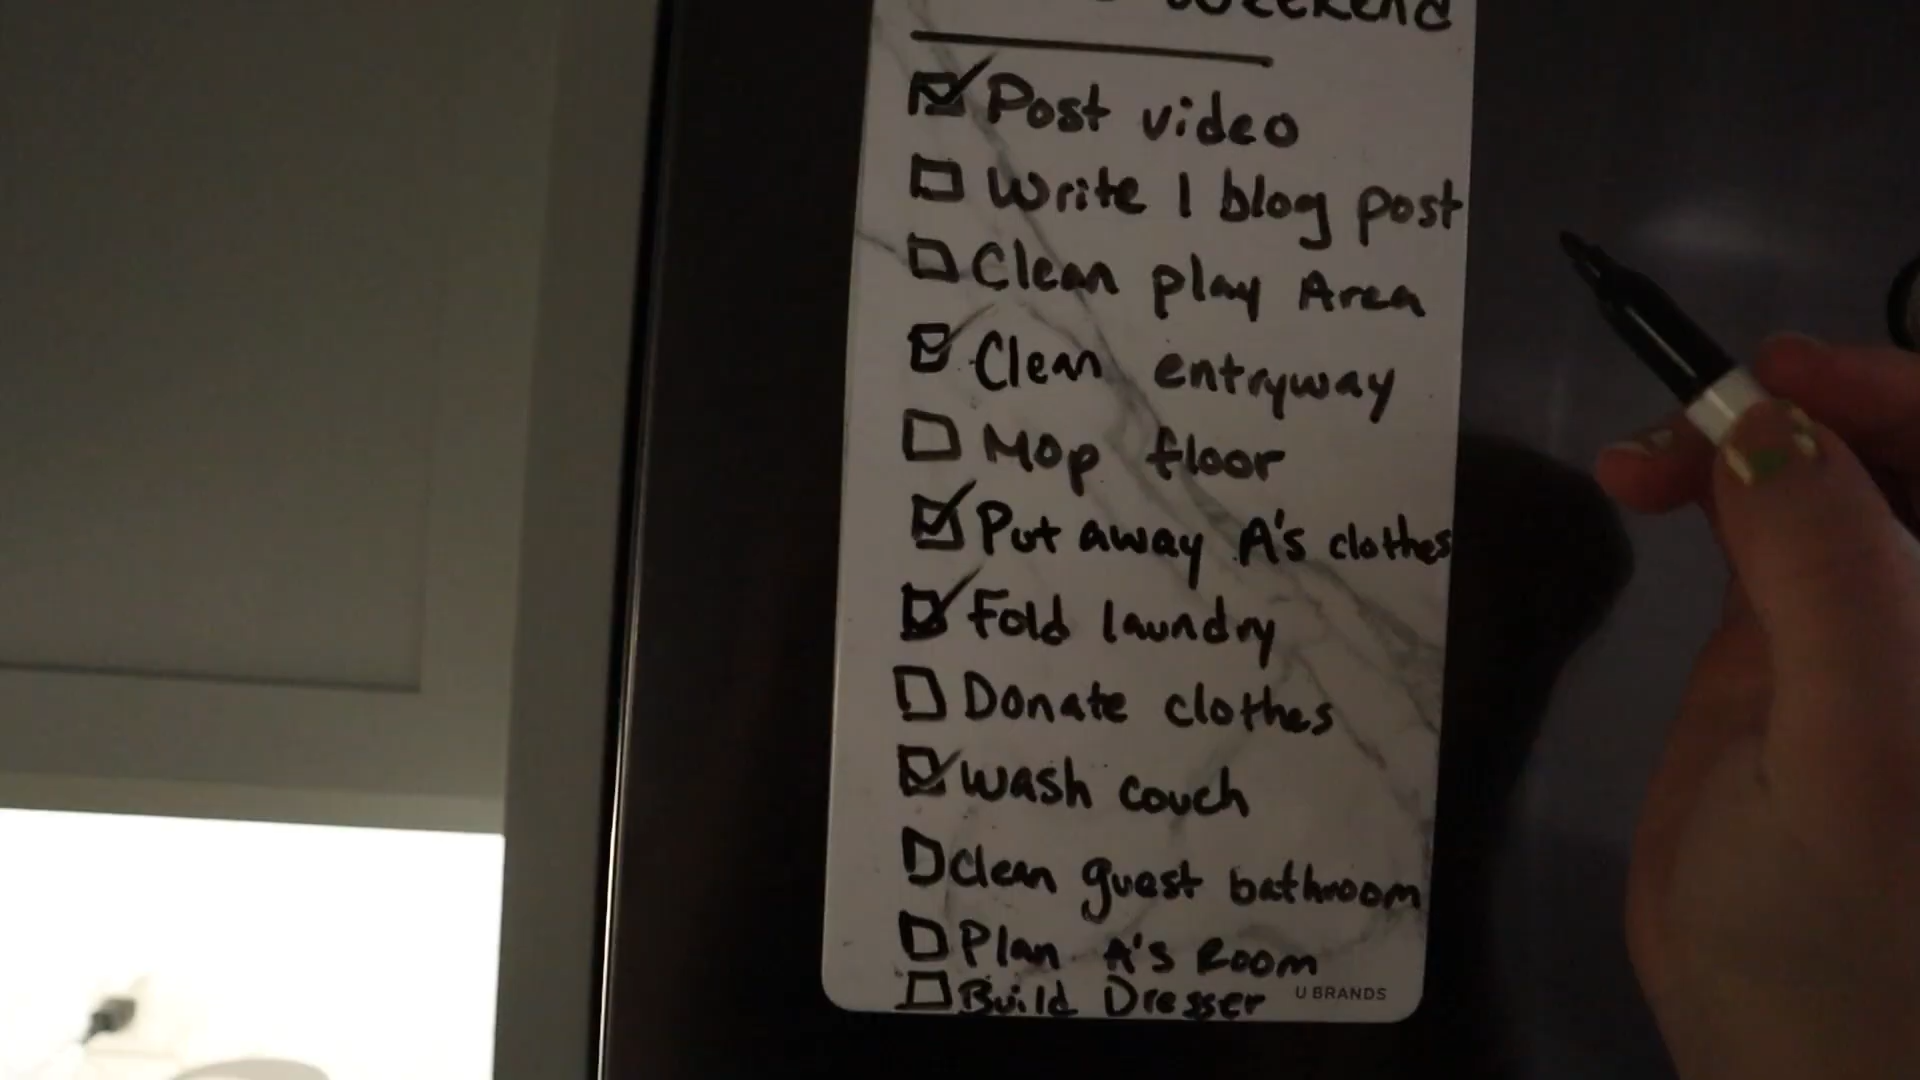 Weekend
Post video
Write 1 blog post
Clean play Area
Clean entryway
Mop floor
Put away A's clothes
Fold laundry
Donate clothes
Wash couch
Clean guest bathroom
Plan A's Room
Build Dresser
U BRANDS